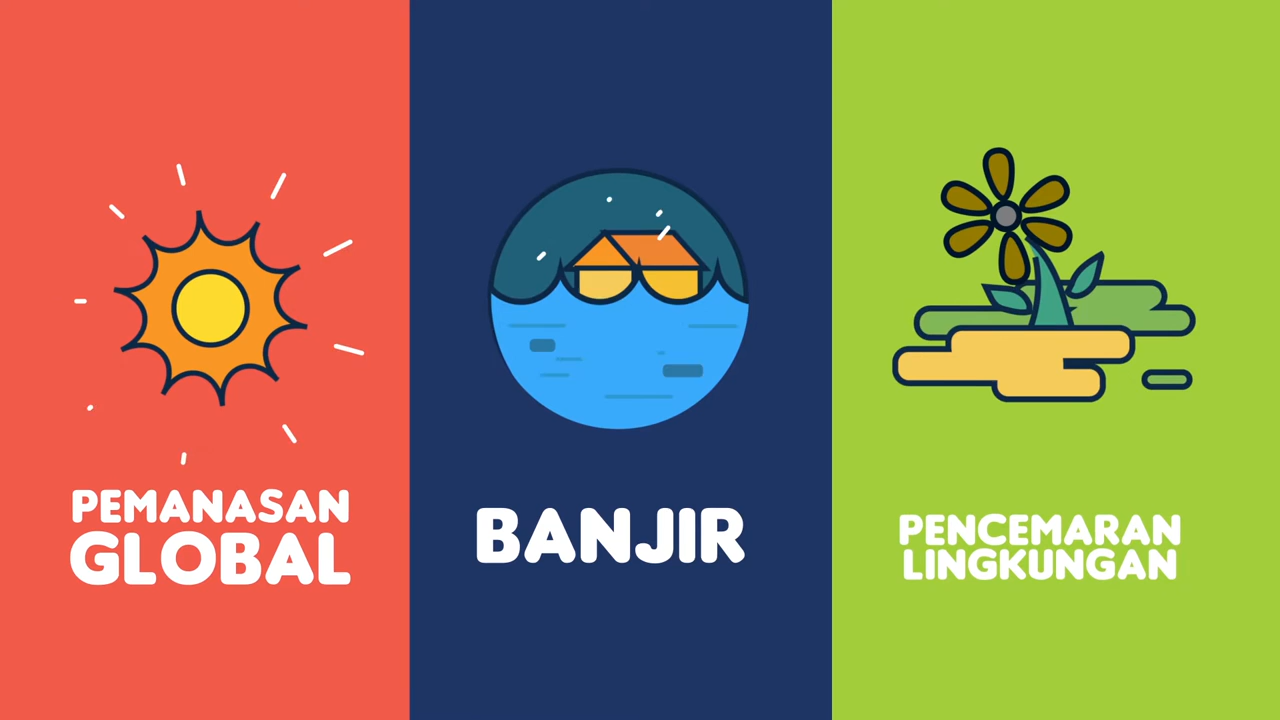 PEMANASAN
GLOBAL
BANJIR
PENCEMARAN
LINGKUNGAN